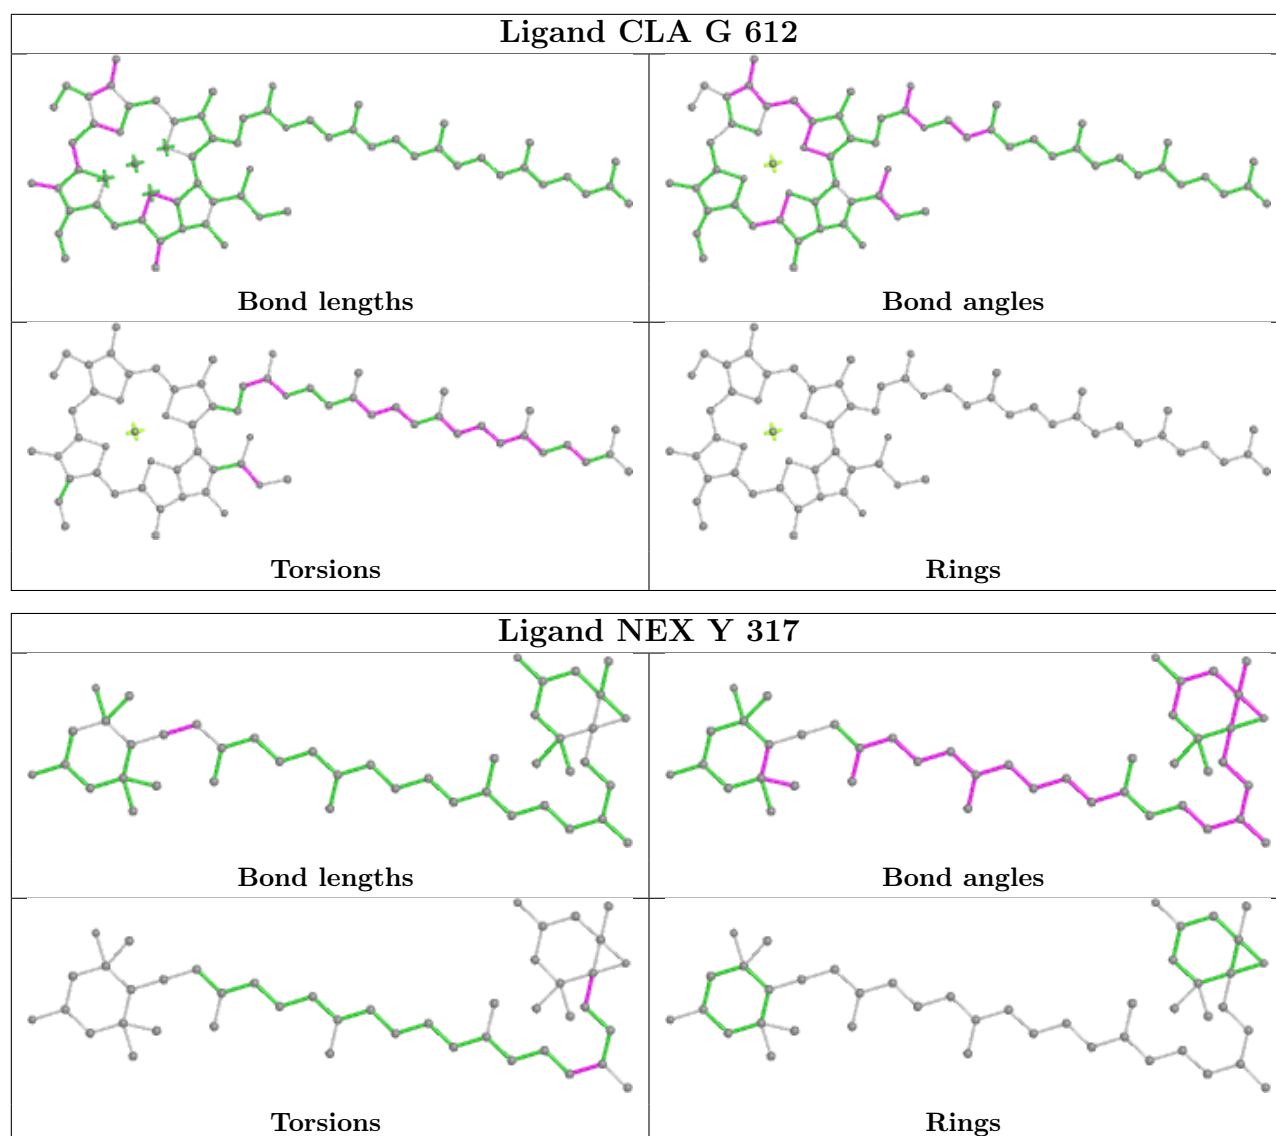 Ligand CLA G 612
Bond lengths
Bond angles
Torsions
Rings
Ligand NEX Y 317
Bond lengths
Bond angles
Torsions
Rings